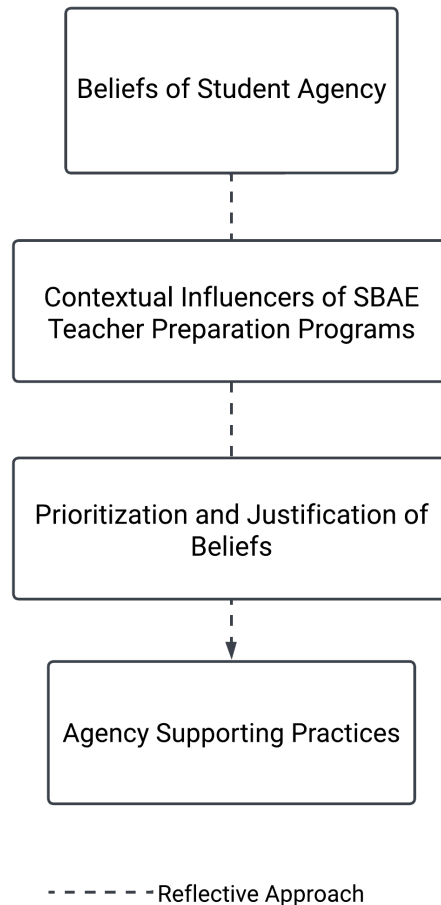 Beliefs of Student Agency
Contextual Influencers of SBAE
Teacher Preparation Programs
Prioritization and Justification of
Beliefs
Agency Supporting Practices
Reflective Approach